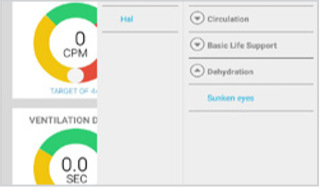 0
CPM
TARGET OF 4
VENTILATION D
0.0
SEC
Hal
Circulation
Basic Life Support
Dehydration
Sunken eyes